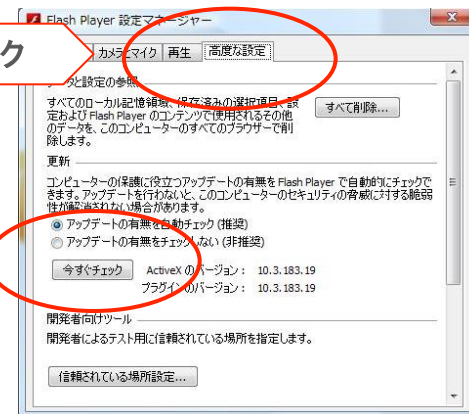 Flash Player 設定マネージャー
ク
カメラとマイク
再生
高度な設定
データと設定の参照
すべてのローカル記憶領域、保存済みの選択項目、設
定および Flash Player のコンテンツで使用されるその他
のデータを、このコンピューターのすべてのブラウザーで削
除します。
すべて削除...
更新
コンピューターの保護に役立つアップデートの有無を Flash Player で自動的にチェックで
きます。アップデートを行わないと、このコンピューターのセキュリティの脅威に対する脆弱
性が解消されない場合があります。
アップデートの有無を自動チェック (推奨)
アップデートの有無をチェックしない (非推奨)
今すぐチェック
ActiveX のバージョン： 10.3.183.19
プラグインのバージョン： 10.3.183.19
開発者向けツール
開発者によるテスト用に信頼されている場所を指定します。
信頼されている場所設定...